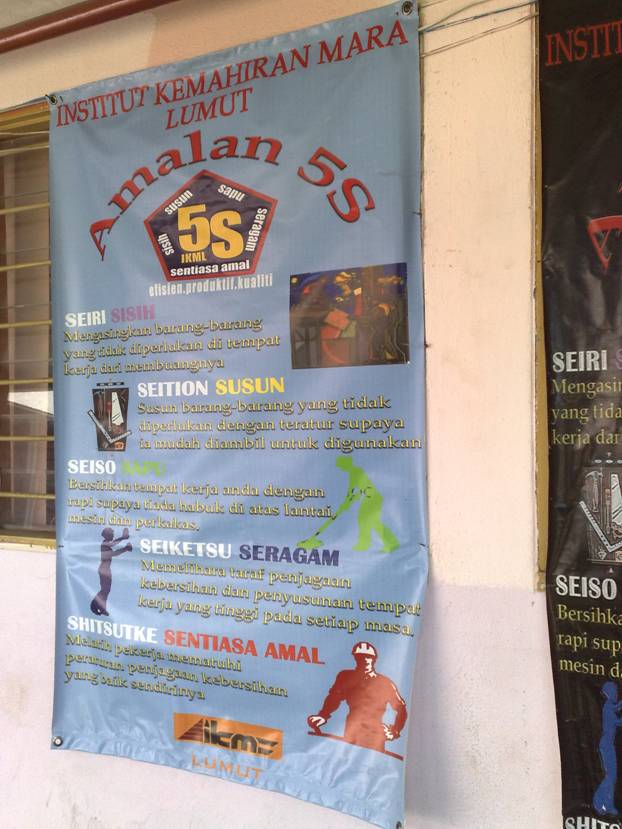 INSTITUT KEMAHIRAN MARA
LUMUT
Amalan 5S
sisih
susun
sapu
seragam
5S
JKML
sentiasa amal
efisien.produktif.kualiti
SEIRI SISIH
Mengasingkan barang-barang
yang tidak diperlukan di tempat
kerja dari membuangnya
SEITION SUSUN
Susun barang-barang yang tidak
diperlukan dengan teratur supaya
ia mudah diambil untuk digunakan
SEISO SAPU
Bersihkan tempat kerja anda dengan
rapi supaya tiada habuk di atas lantai,
mesin dan perkakas.
SEIKETSU SERAGAM
Memelihara taraf penjagaan
kebersihan dan penyusunan tempat
kerja yang tinggi pada setiap masa.
SHITSUTKE SENTIASA AMAL
Melatih pekerja mematuhi
peraturan penjagaan kebersihan
yang baik sendirinya
ikm
LUMUT
INSTIT
SEIRI S
Mengasin
yang tida
kerja dar
SEISO
Bersihka
rapi sup
mesin da
SHITS